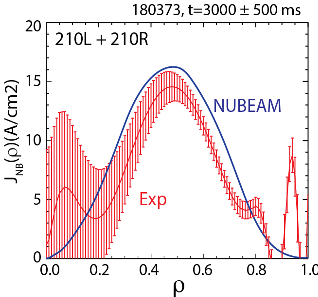 180373, t=3000 ± 500 ms
20
210L + 210R
15
NUBEAM
10
J_NB(ρ)(A/cm2)
5
Exp
0
0.0 0.2 0.4 0.6 0.8 1.0
ρ